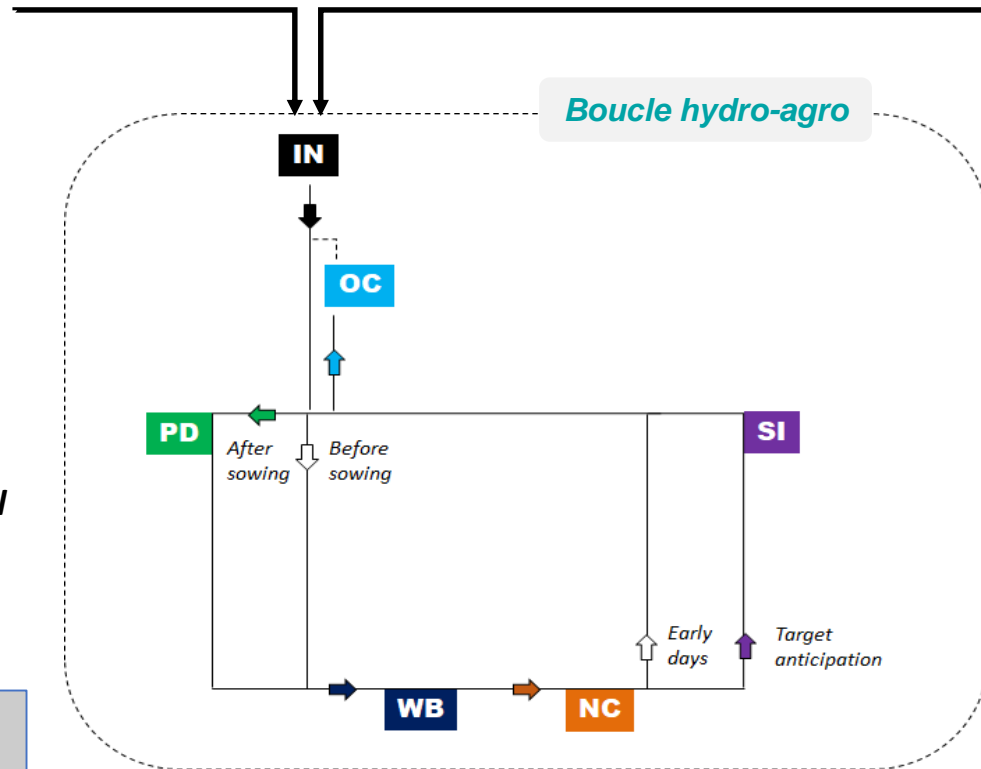 Boucle hydro-agro
IN
OC
PD
SI
After
sowing
Before
sowing
Early
days
Target
anticipation
WB
NC